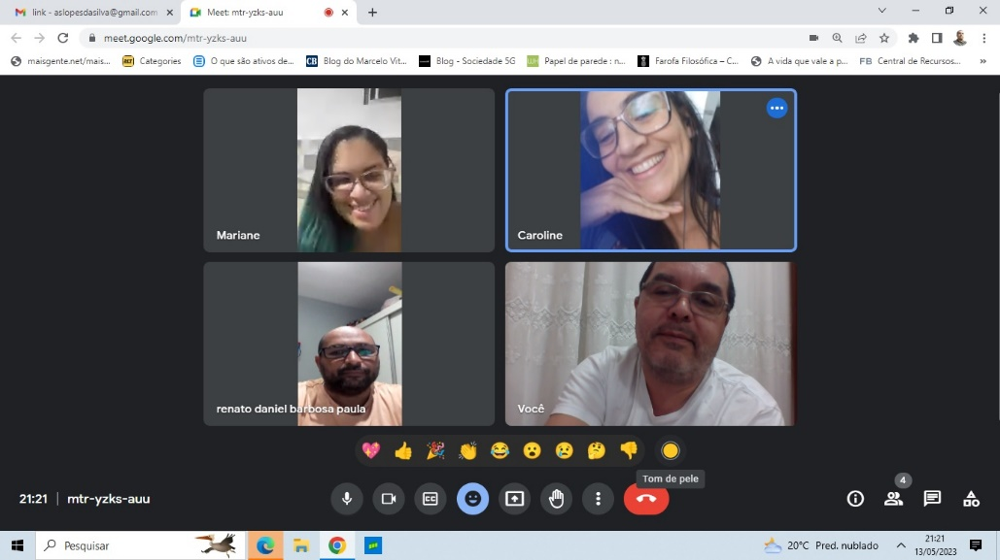 link - aslopesdasilva@gmail.com
Meet: mtr-yzks-auu
meet.google.com/mtr-yzks-auu
maisgente.net/mais...
Categories
O que são ativos de...
Blog do Marcelo Vit...
Blog - Sociedade 5G
Papel de parede : n...
Farofa Filosófica – C...
A vida que vale a p...
FB Central de Recursos...
»
Mariane
Caroline
renato daniel barbosa paula
Você
Tom de pele
21:21 | mtr-yzks-auu
4
Pesquisar
20°C Pred. nublado
21:21
13/05/2023